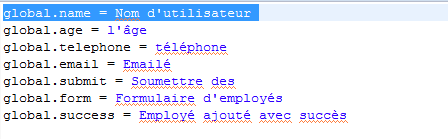 global.name = Nom d'utilisateur
global.age = l'âge
global.telephone = téléphone
global.email = Emailé
global.submit = Soumettre des
global.form = Formulaire d'employés
global.success = Employé ajouté avec succès